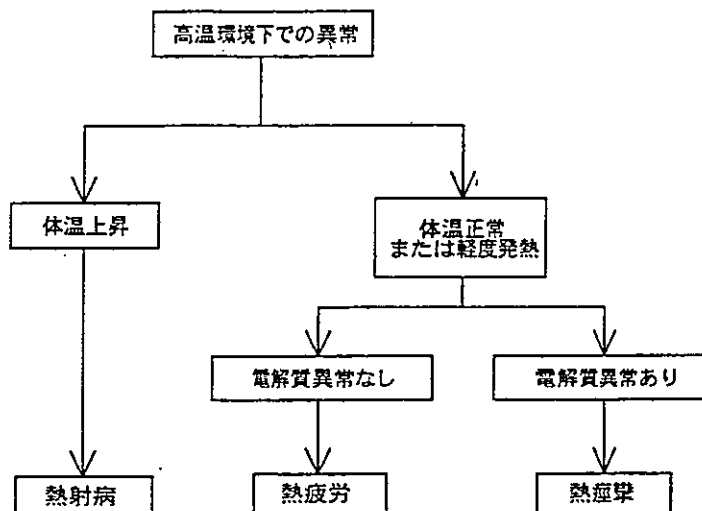 高温環境下での異常
体温上昇
体温正常
または軽度発熱
電解質異常なし
電解質異常あり
熱射病
熱疲労
熱痙攣